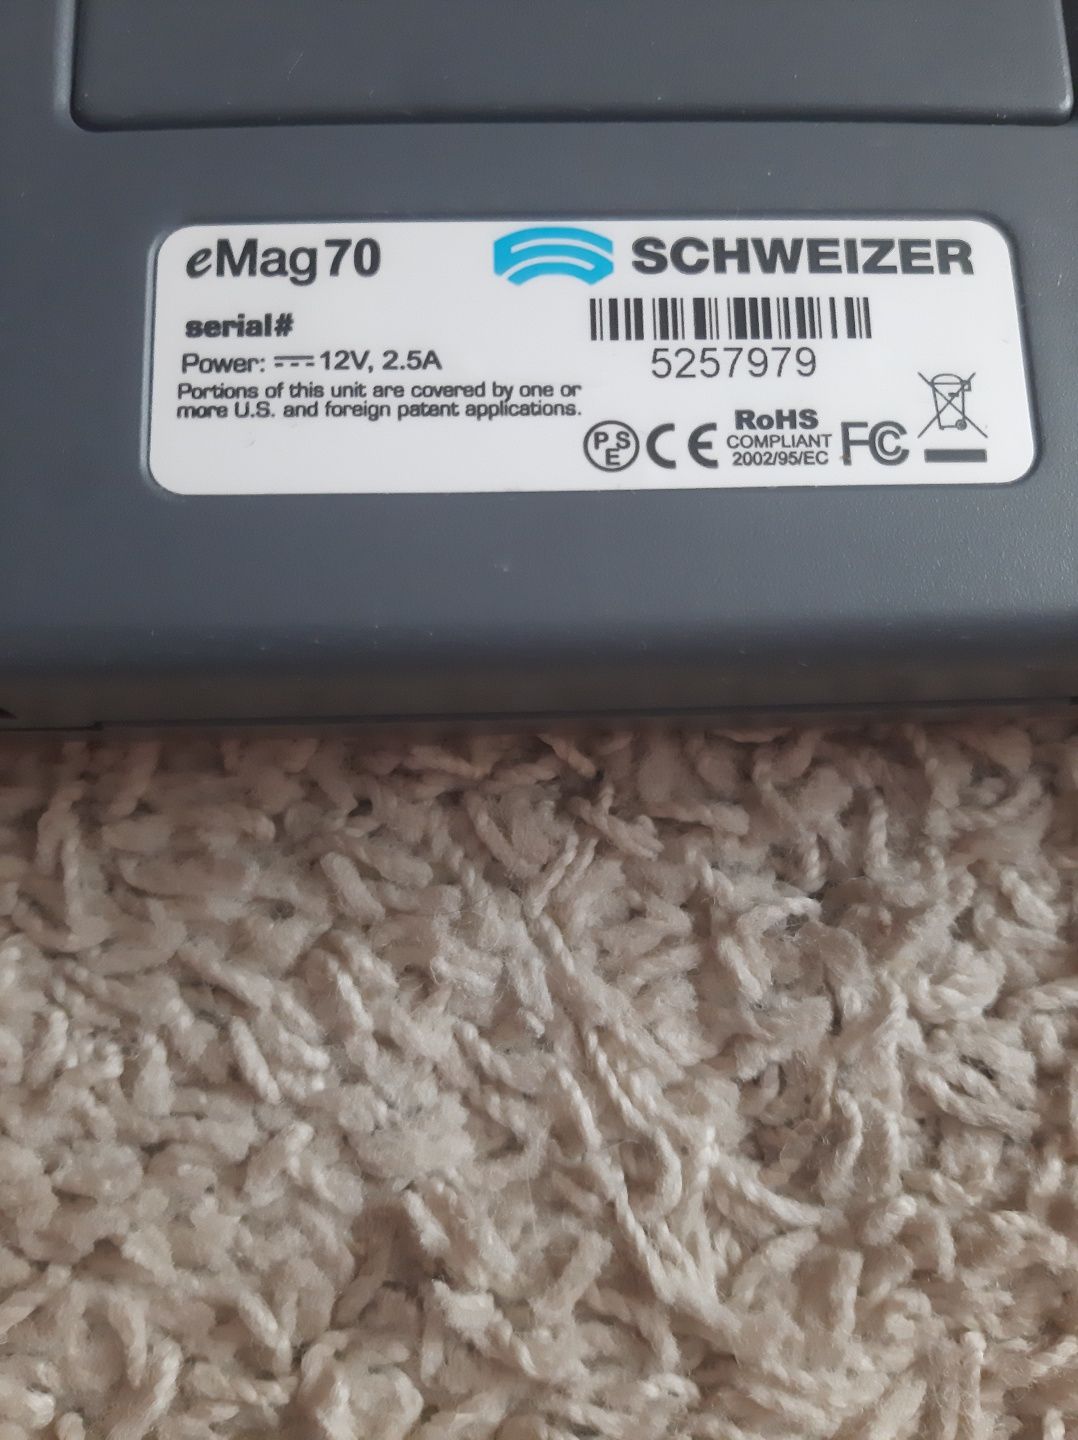 eMag70
SCHWEIZER
serial#
5257979
Power: ⎓ 12V, 2.5A
Portions of this unit are covered by one or
more U.S. and foreign patent applications.
PSE
CE
RoHS
COMPLIANT
2002/95/EC
FC